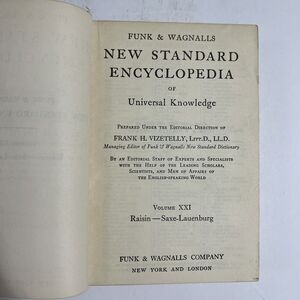 FUNK & WAGNALLS
NEW STANDARD
ENCYCLOPEDIA
OF
Universal Knowledge
PREPARED UNDER THE EDITORIAL DIRECTION OF
FRANK H. VIZETELLY, LITT.D., LL.D.
Managing Editor of Funk & Wagnalls New Standard Dictionary
BY AN EDITORIAL STAFF OF EXPERTS AND SPECIALISTS
WITH THE HELP OF THE LEADING SCHOLARS,
SCIENTISTS, AND MEN OF AFFAIRS OF
THE ENGLISH-SPEAKING WORLD
VOLUME XXI
Raisin—Saxe-Lauenburg
FUNK & WAGNALLS COMPANY
NEW YORK AND LONDON